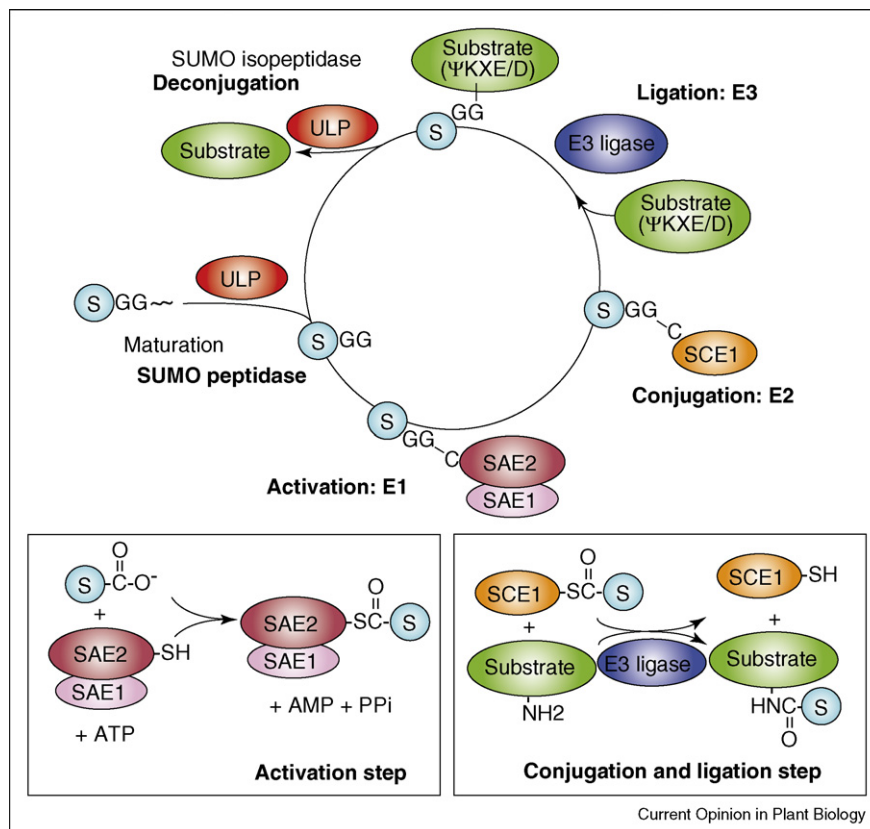 SUMO isopeptidase
Deconjugation
Substrate
(ΨKXE/D)
GG
S
Ligation: E3
ULP
Substrate
E3 ligase
Substrate
(ΨKXE/D)
ULP
S GG
Maturation
SUMO peptidase
S GG
S GG
C
SCE1
Conjugation: E2
S
GG
C
SAE2
SAE1
Activation: E1
O
S-C-O-
+
SAE2-SH
SAE1
+ ATP
O
SAE2-SC-S
SAE1
+ AMP + PPi
Activation step
O
SCE1-SC-S
+
Substrate
NH2
E3 ligase
SCE1-SH
+
Substrate
HNC-S
O
Conjugation and ligation step
Current Opinion in Plant Biology